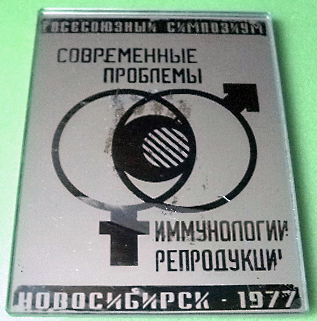 ВСЕСОЮЗНЫЙ СИМПОЗИУМ
СОВРЕМЕННЫЕ
ПРОБЛЕМЫ
ИММУНОЛОГИИ
РЕПРОДУКЦИИ
НОВОСИБИРСК - 1977